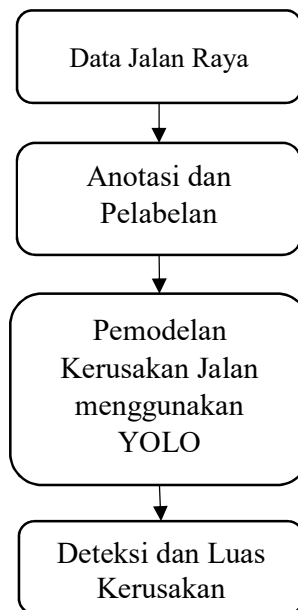 Data Jalan Raya
Anotasi dan
Pelabelan
Pemodelan
Kerusakan Jalan
menggunakan
YOLO
Deteksi dan Luas
Kerusakan